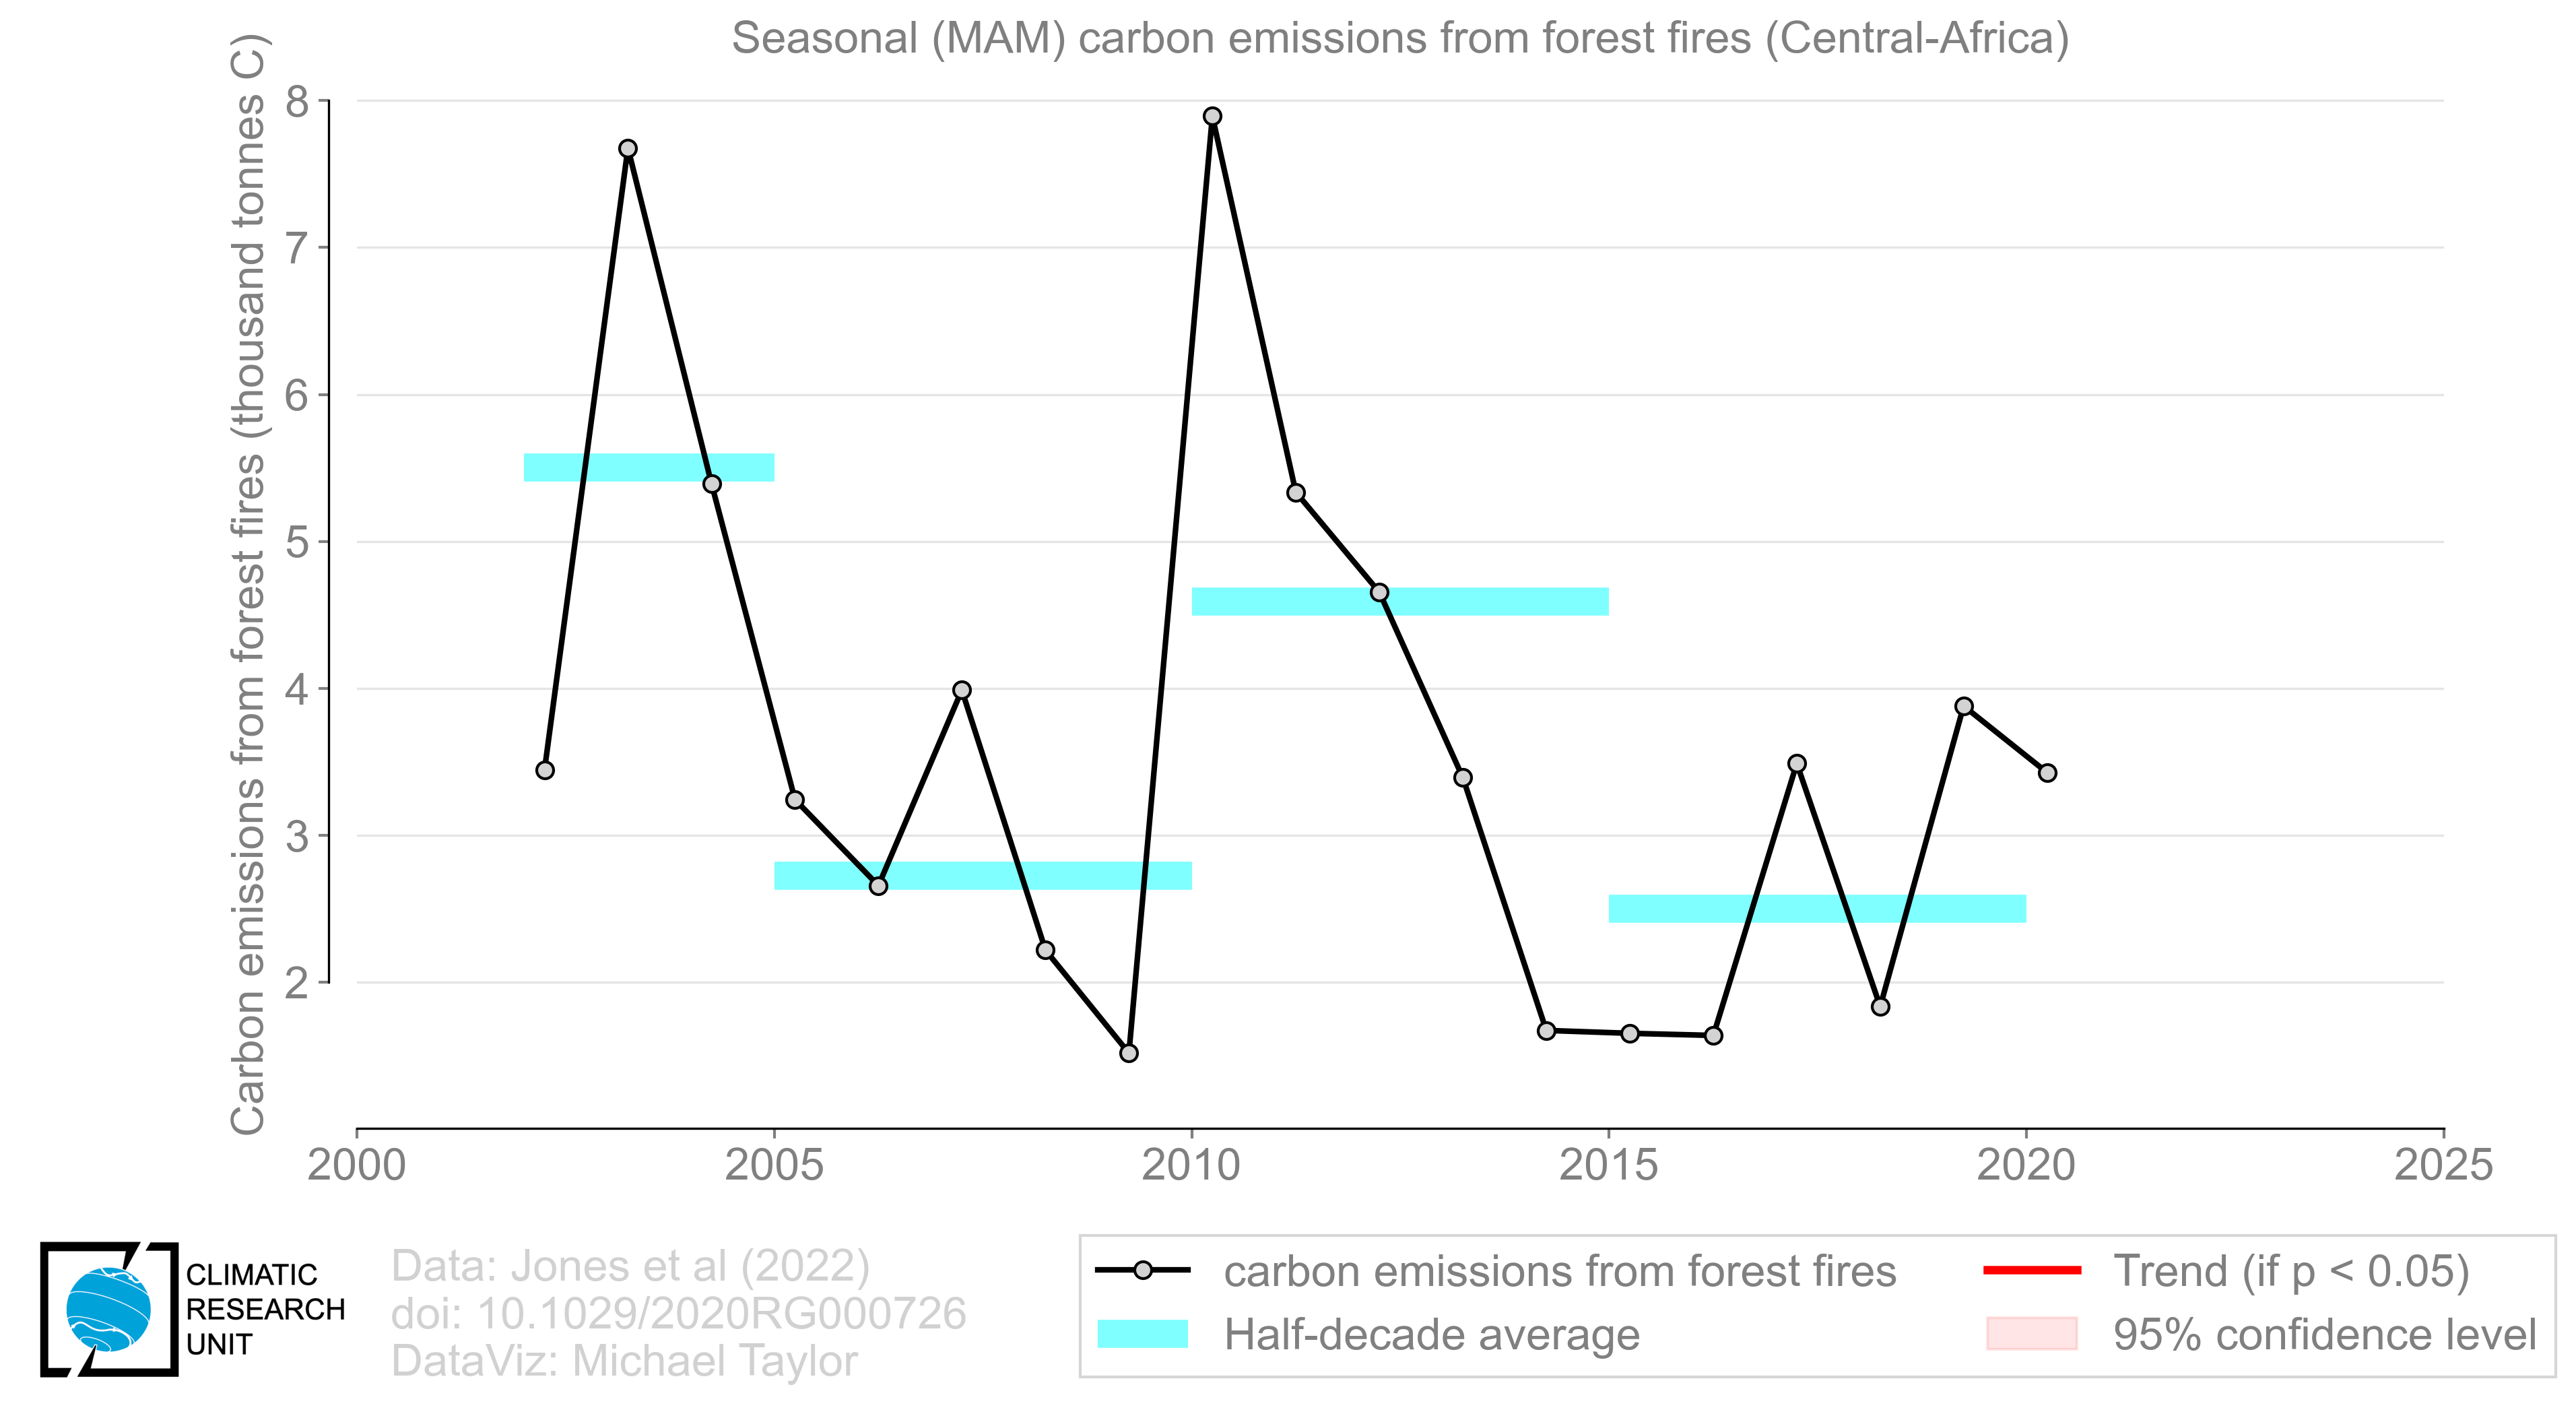 Seasonal (MAM) carbon emissions from forest fires (Central-Africa)
Carbon emissions from forest fires (thousand tonnes C)
8
7
6
5
4
3
2
2000 2005 2010 2015 2020 2025
CLIMATIC
RESEARCH
UNIT
Data: Jones et al (2022)
doi: 10.1029/2020RG000726
DataViz: Michael Taylor
carbon emissions from forest fires
Half-decade average
Trend (if p < 0.05)
95% confidence level